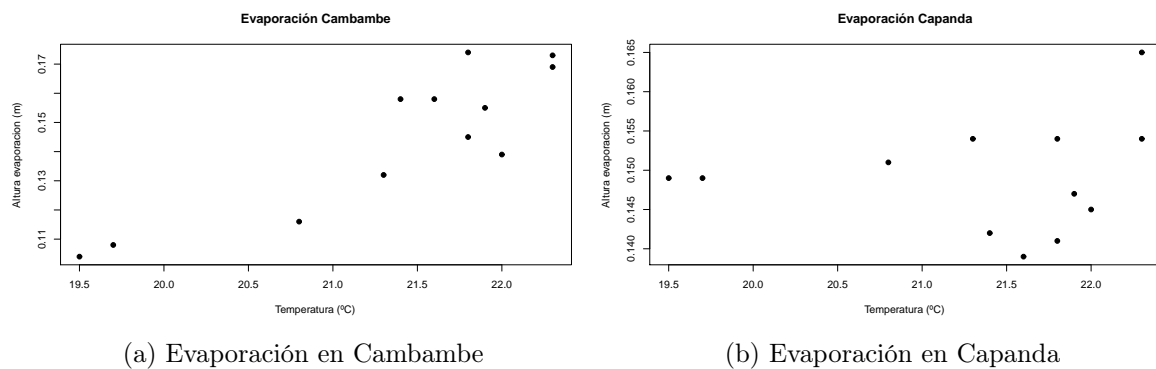 Evaporación Cambambe
Altura evaporacion (m)
0.17
0.15
0.13
0.11
19.5 20.0 20.5 21.0 21.5 22.0
Temperatura (ºC)
(a) Evaporación en Cambambe
Evaporación Capanda
Altura evaporacion (m)
0.165
0.160
0.155
0.150
0.145
0.140
19.5 20.0 20.5 21.0 21.5 22.0
Temperatura (ºC)
(b) Evaporación en Capanda